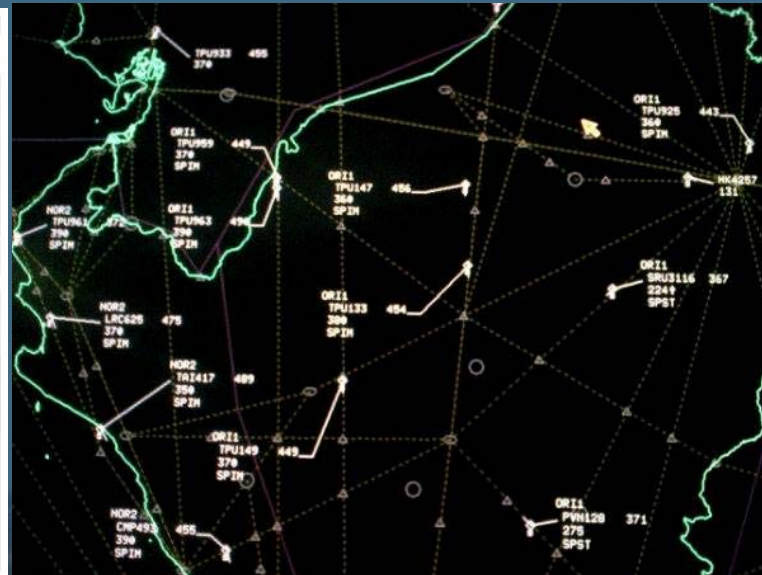 TPU933 455
370
ORI1
TPU925 443
360
SPIM
ORI1
TPU959 449
370
SPIM
HK4257
131
ORI1
TPU147 456
360
SPIM
ORI1
TPU963 496
390
SPIM
NOR2
TPU961 372
390
SPIM
ORI1
SRU3116 367
224↑
SPST
ORI1
TPU133 454
380
SPIM
NOR2
LRC625 475
370
SPIM
NOR2
TAI417 489
350
SPIM
ORI1
TPU149 449
370
SPIM
ORI1
PVN128 371
275
SPST
NOR2
CMP493 455
390
SPIM